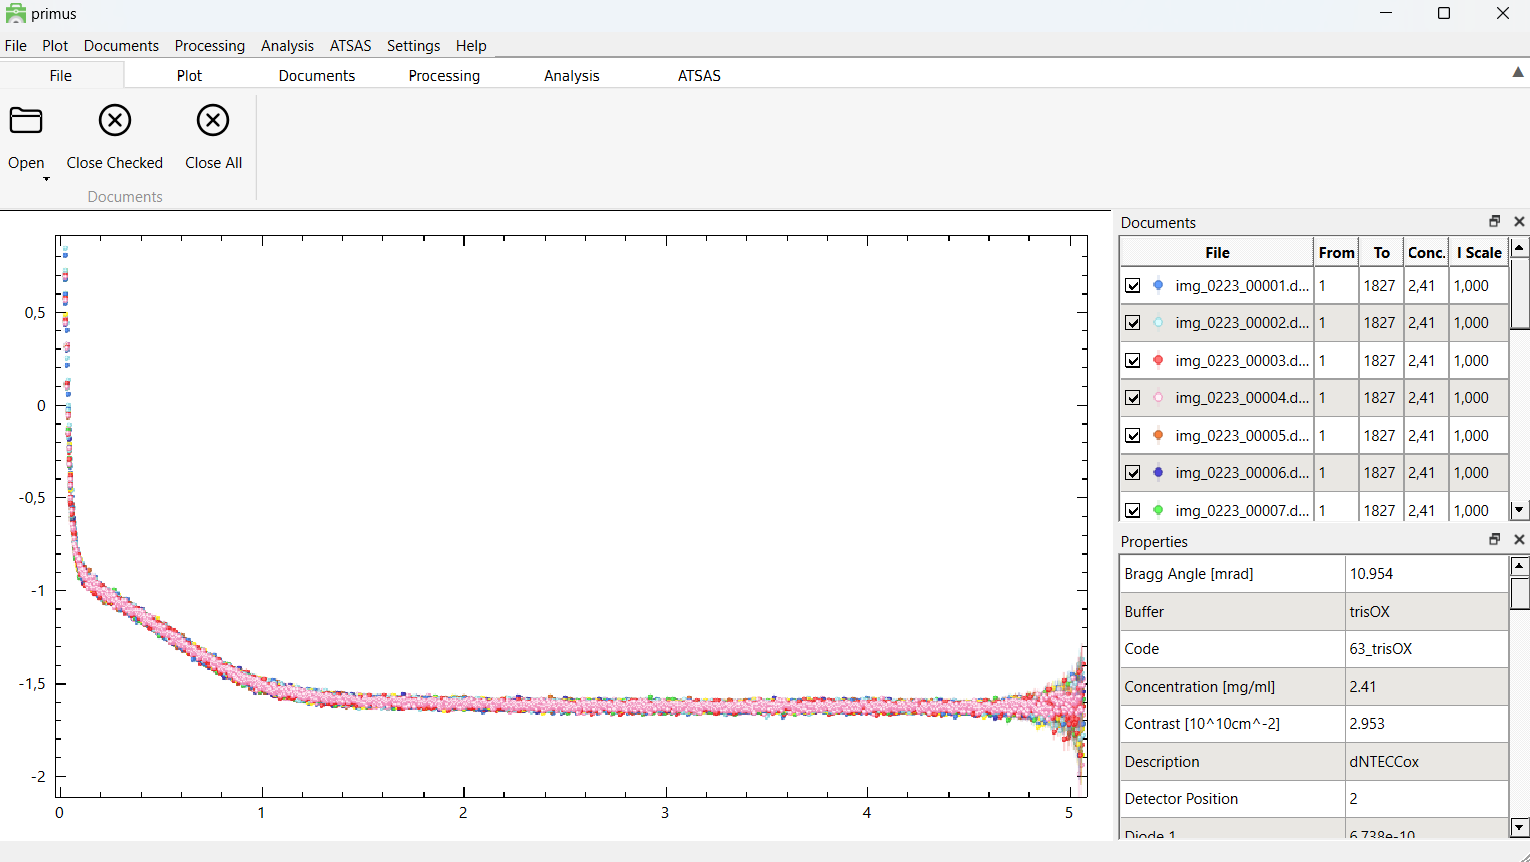 primus
File Plot Documents Processing Analysis ATSAS Settings Help
File Plot Documents Processing Analysis ATSAS
Open Close Checked Close All
Documents
0,5
0
-0,5
-1
-1,5
-2
0 1 2 3 4 5
Documents
File From To Conc. I Scale
img_0223_00001.d... 1 1827 2,41 1,000
img_0223_00002.d... 1 1827 2,41 1,000
img_0223_00003.d... 1 1827 2,41 1,000
img_0223_00004.d... 1 1827 2,41 1,000
img_0223_00005.d... 1 1827 2,41 1,000
img_0223_00006.d... 1 1827 2,41 1,000
img_0223_00007.d... 1 1827 2,41 1,000
Properties
Bragg Angle [mrad] 10.954
Buffer trisOX
Code 63_trisOX
Concentration [mg/ml] 2.41
Contrast [10^10cm^-2] 2.953
Description dNTECCox
Detector Position 2
Diode 1 6.738e-10